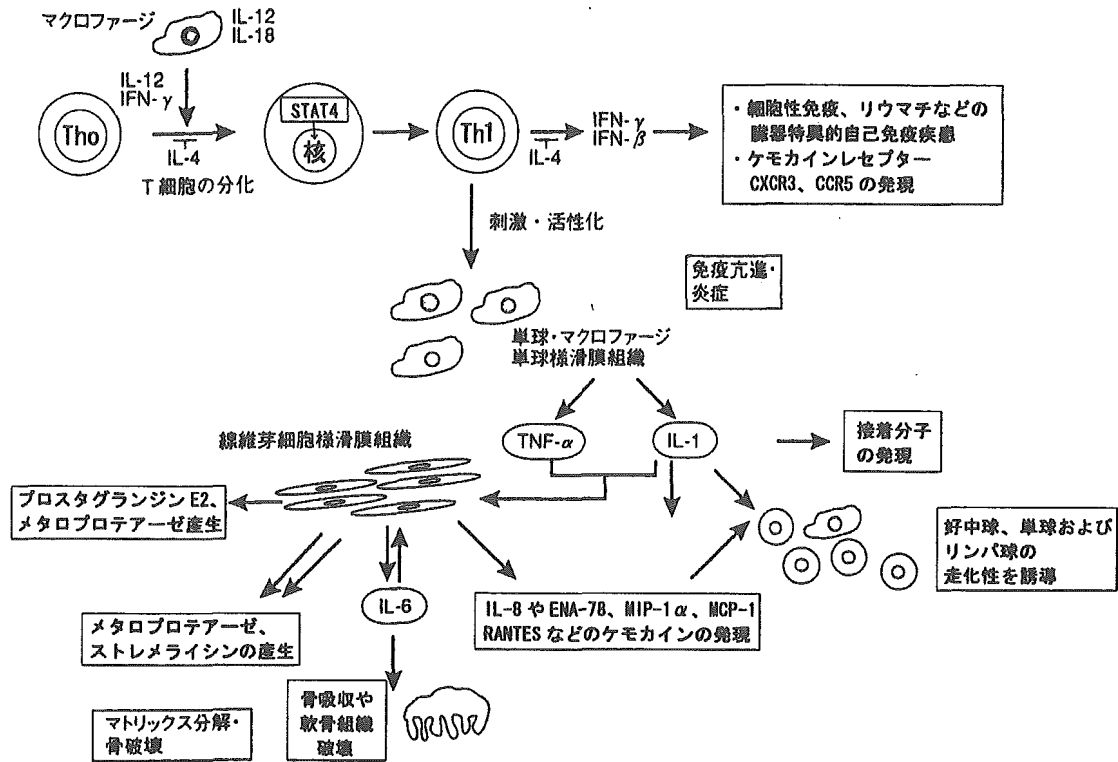 マクロファージ
IL-12
IL-18
IL-12
IFN-γ
Tho
IL-4
T細胞の分化
STAT4
核
Th1
IL-4
IFN-γ
IFN-β
・細胞性免疫、リウマチなどの
臓器特異的自己免疫疾患
・ケモカインレセプター
CXCR3、CCR5の発現
刺激・活性化
免疫亢進・
炎症
単球・マクロファージ
単球様滑膜組織
TNF-α
IL-1
接着分子
の発現
線維芽細胞様滑膜組織
プロスタグランジンE2、
メタロプロテアーゼ産生
好中球、単球および
リンパ球の
走化性を誘導
IL-6
IL-8やENA-78、MIP-1α、MCP-1
RANTESなどのケモカインの発現
メタロプロテアーゼ、
ストレメライシンの産生
骨吸収や
軟骨組織
破壊
マトリックス分解・
骨破壊